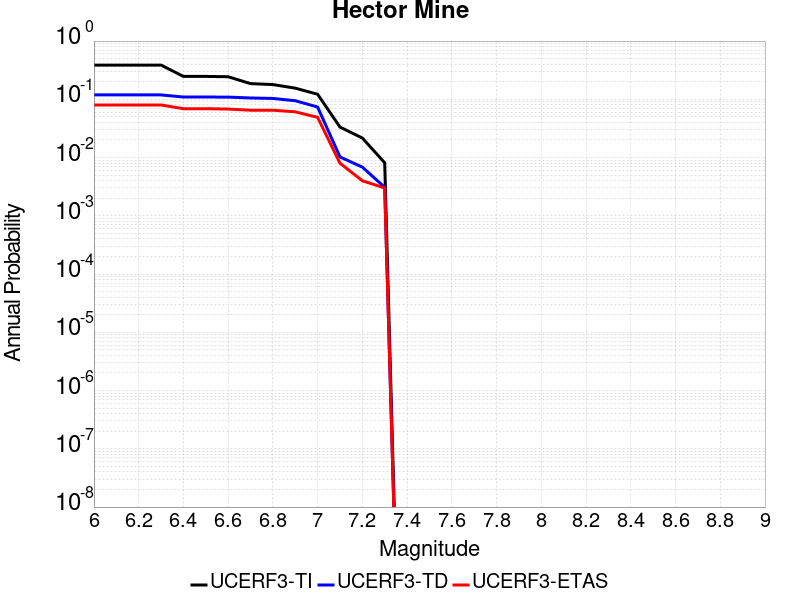 Hector Mine
Annual Probability
10^0
10^-1
10^-2
10^-3
10^-4
10^-5
10^-6
10^-7
10^-8
6 6.2 6.4 6.6 6.8 7 7.2 7.4 7.6 7.8 8 8.2 8.4 8.6 8.8 9
Magnitude
UCERF3-TI UCERF3-TD UCERF3-ETAS